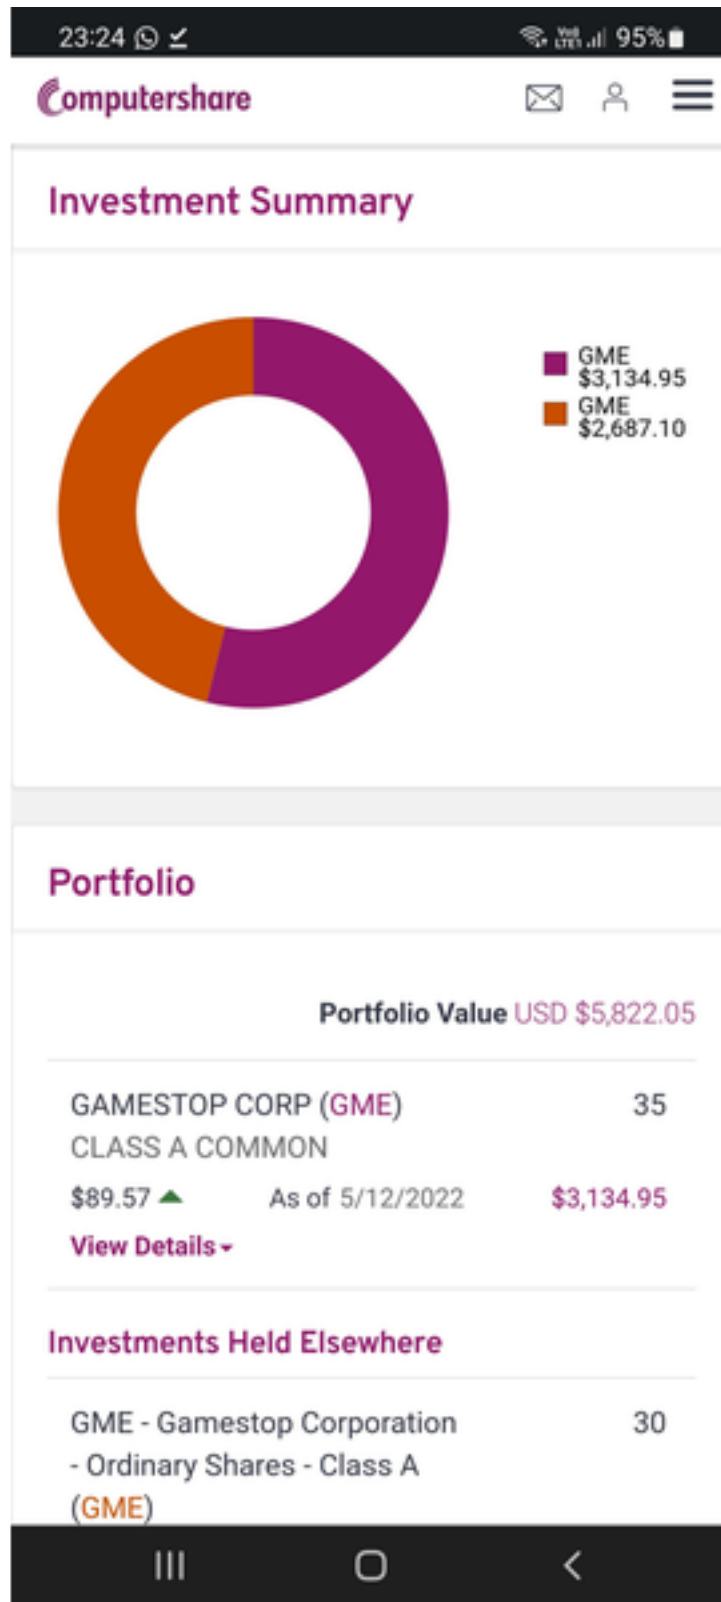 23:24 95%
Computershare
Investment Summary
GME
$3,134.95
GME
$2,687.10
Portfolio
Portfolio Value USD $5,822.05
GAMESTOP CORP (GME) 35
CLASS A COMMON
$89.57 As of 5/12/2022 $3,134.95
View Details
Investments Held Elsewhere
GME - Gamestop Corporation 30
- Ordinary Shares - Class A
(GME)